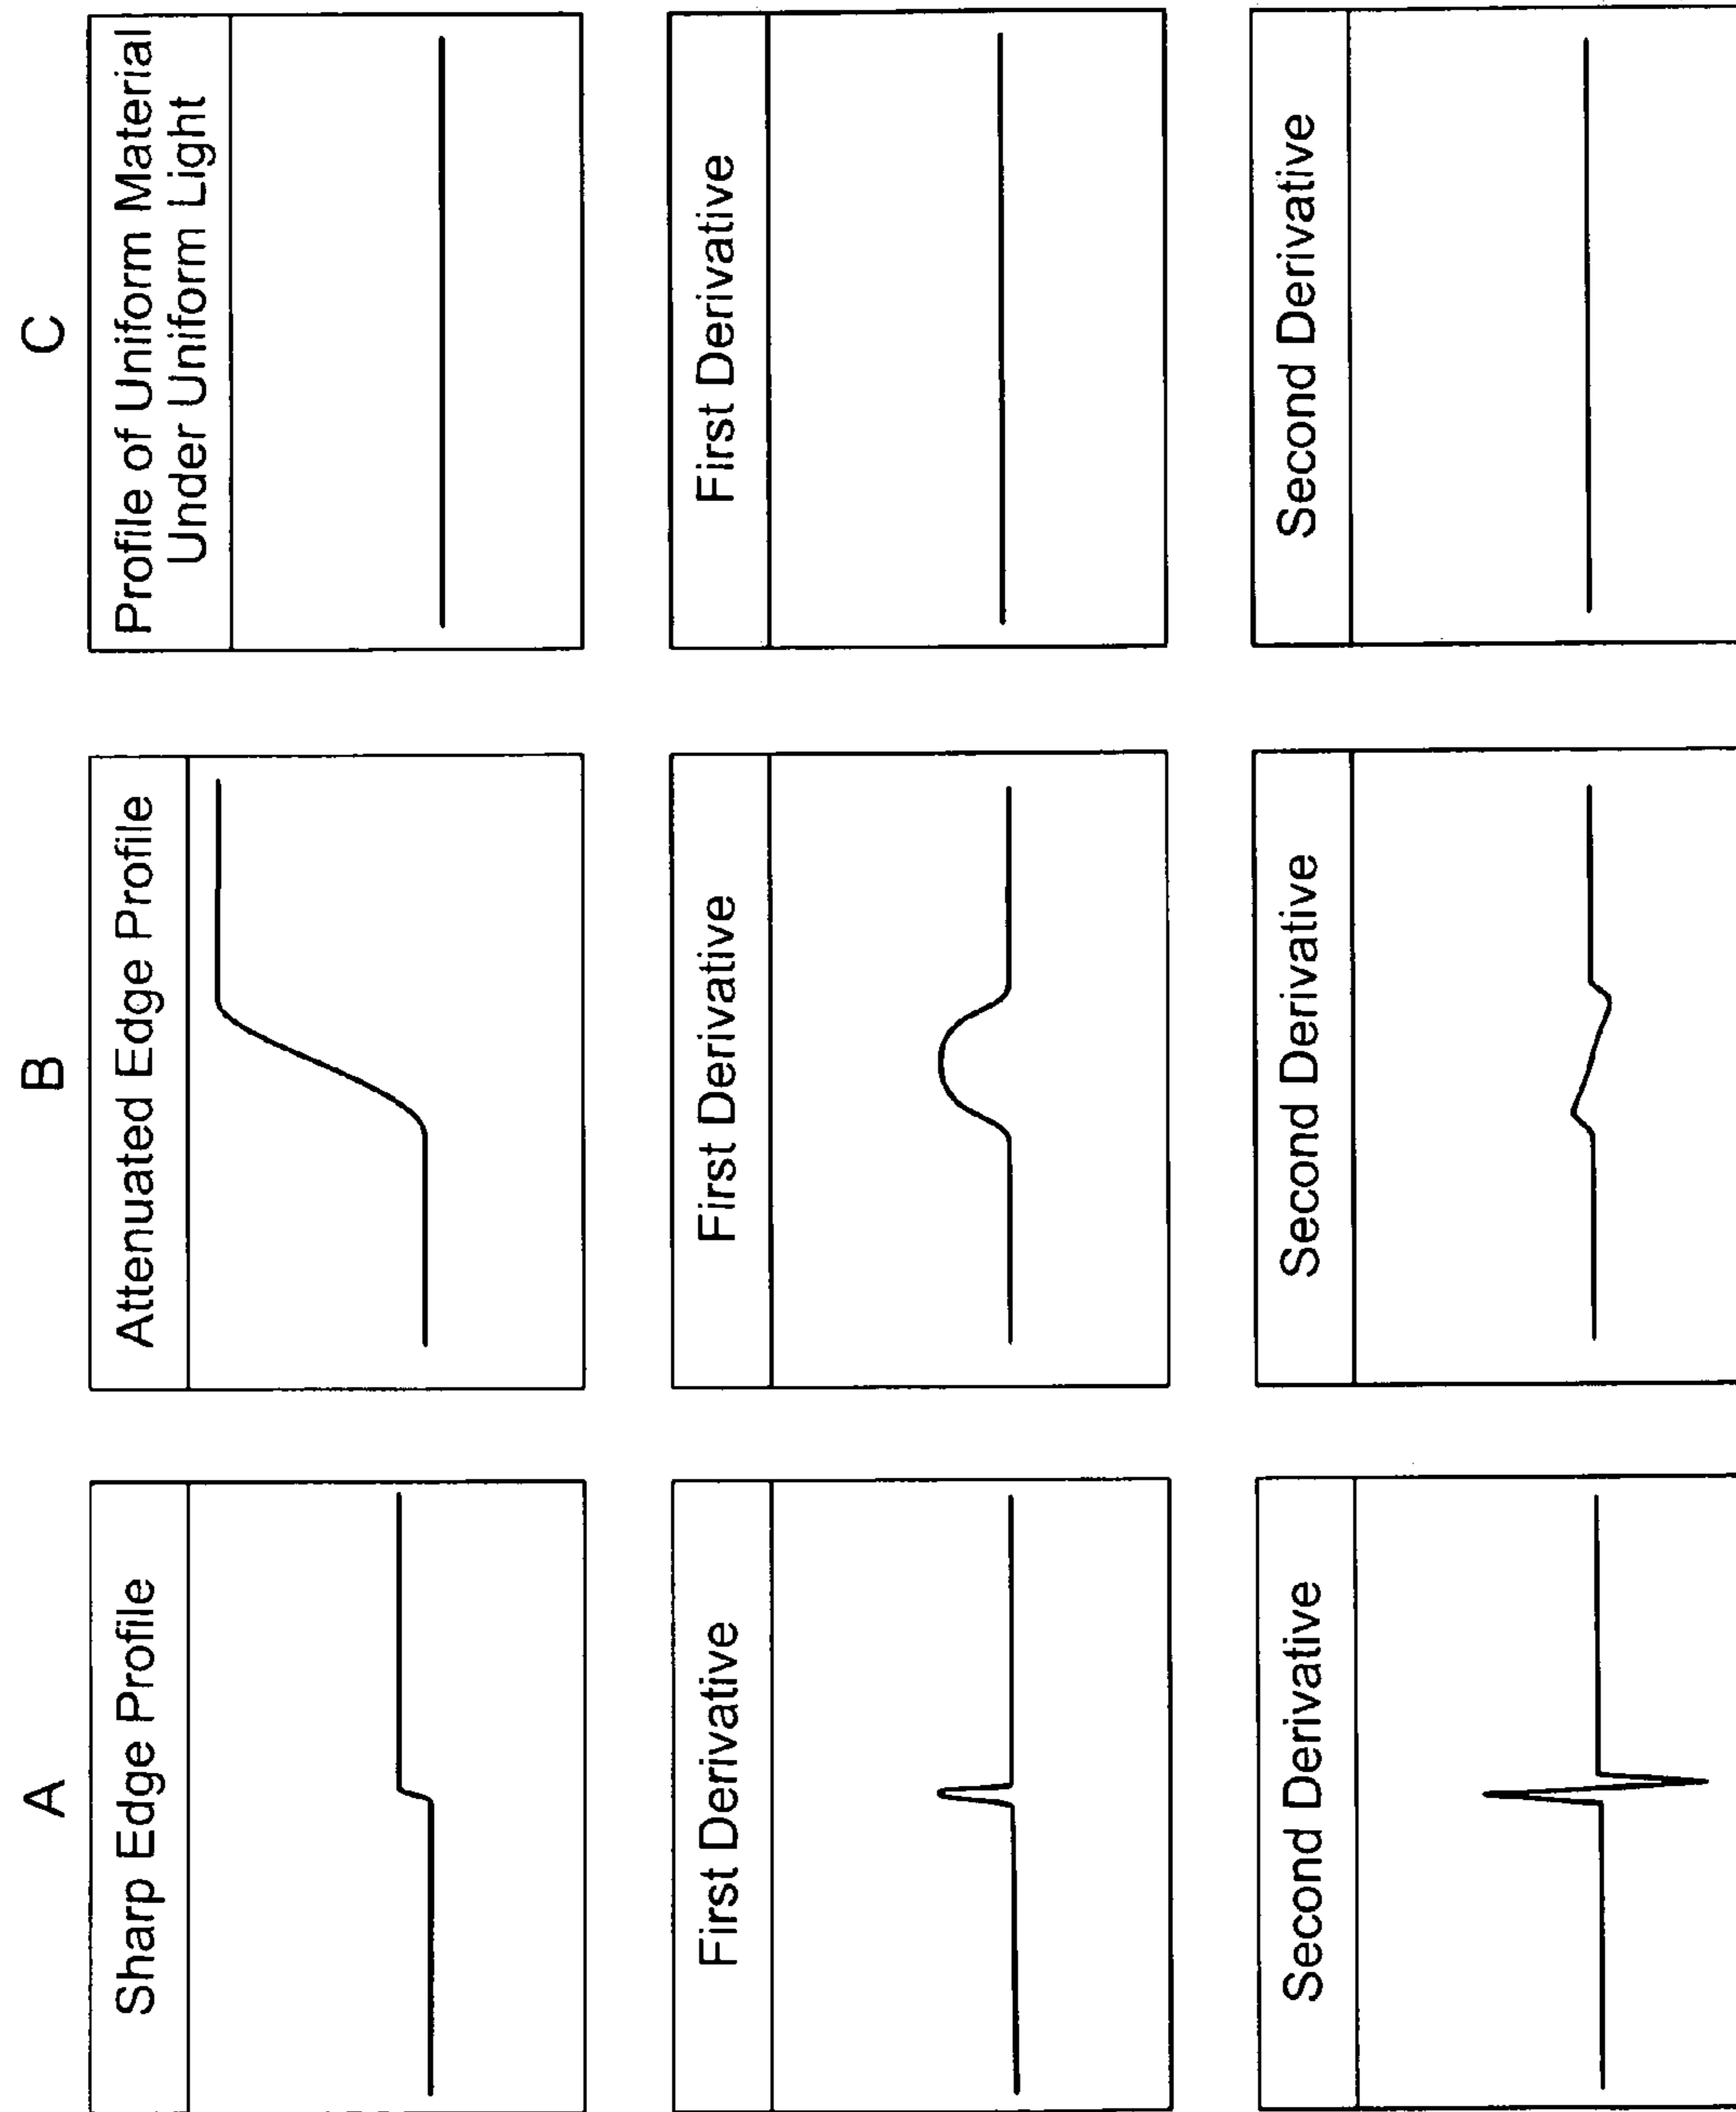 A
Sharp Edge Profile
First Derivative
Second Derivative
B
Attenuated Edge Profile
First Derivative
Second Derivative
C
Profile of Uniform Material
Under Uniform Light
First Derivative
Second Derivative